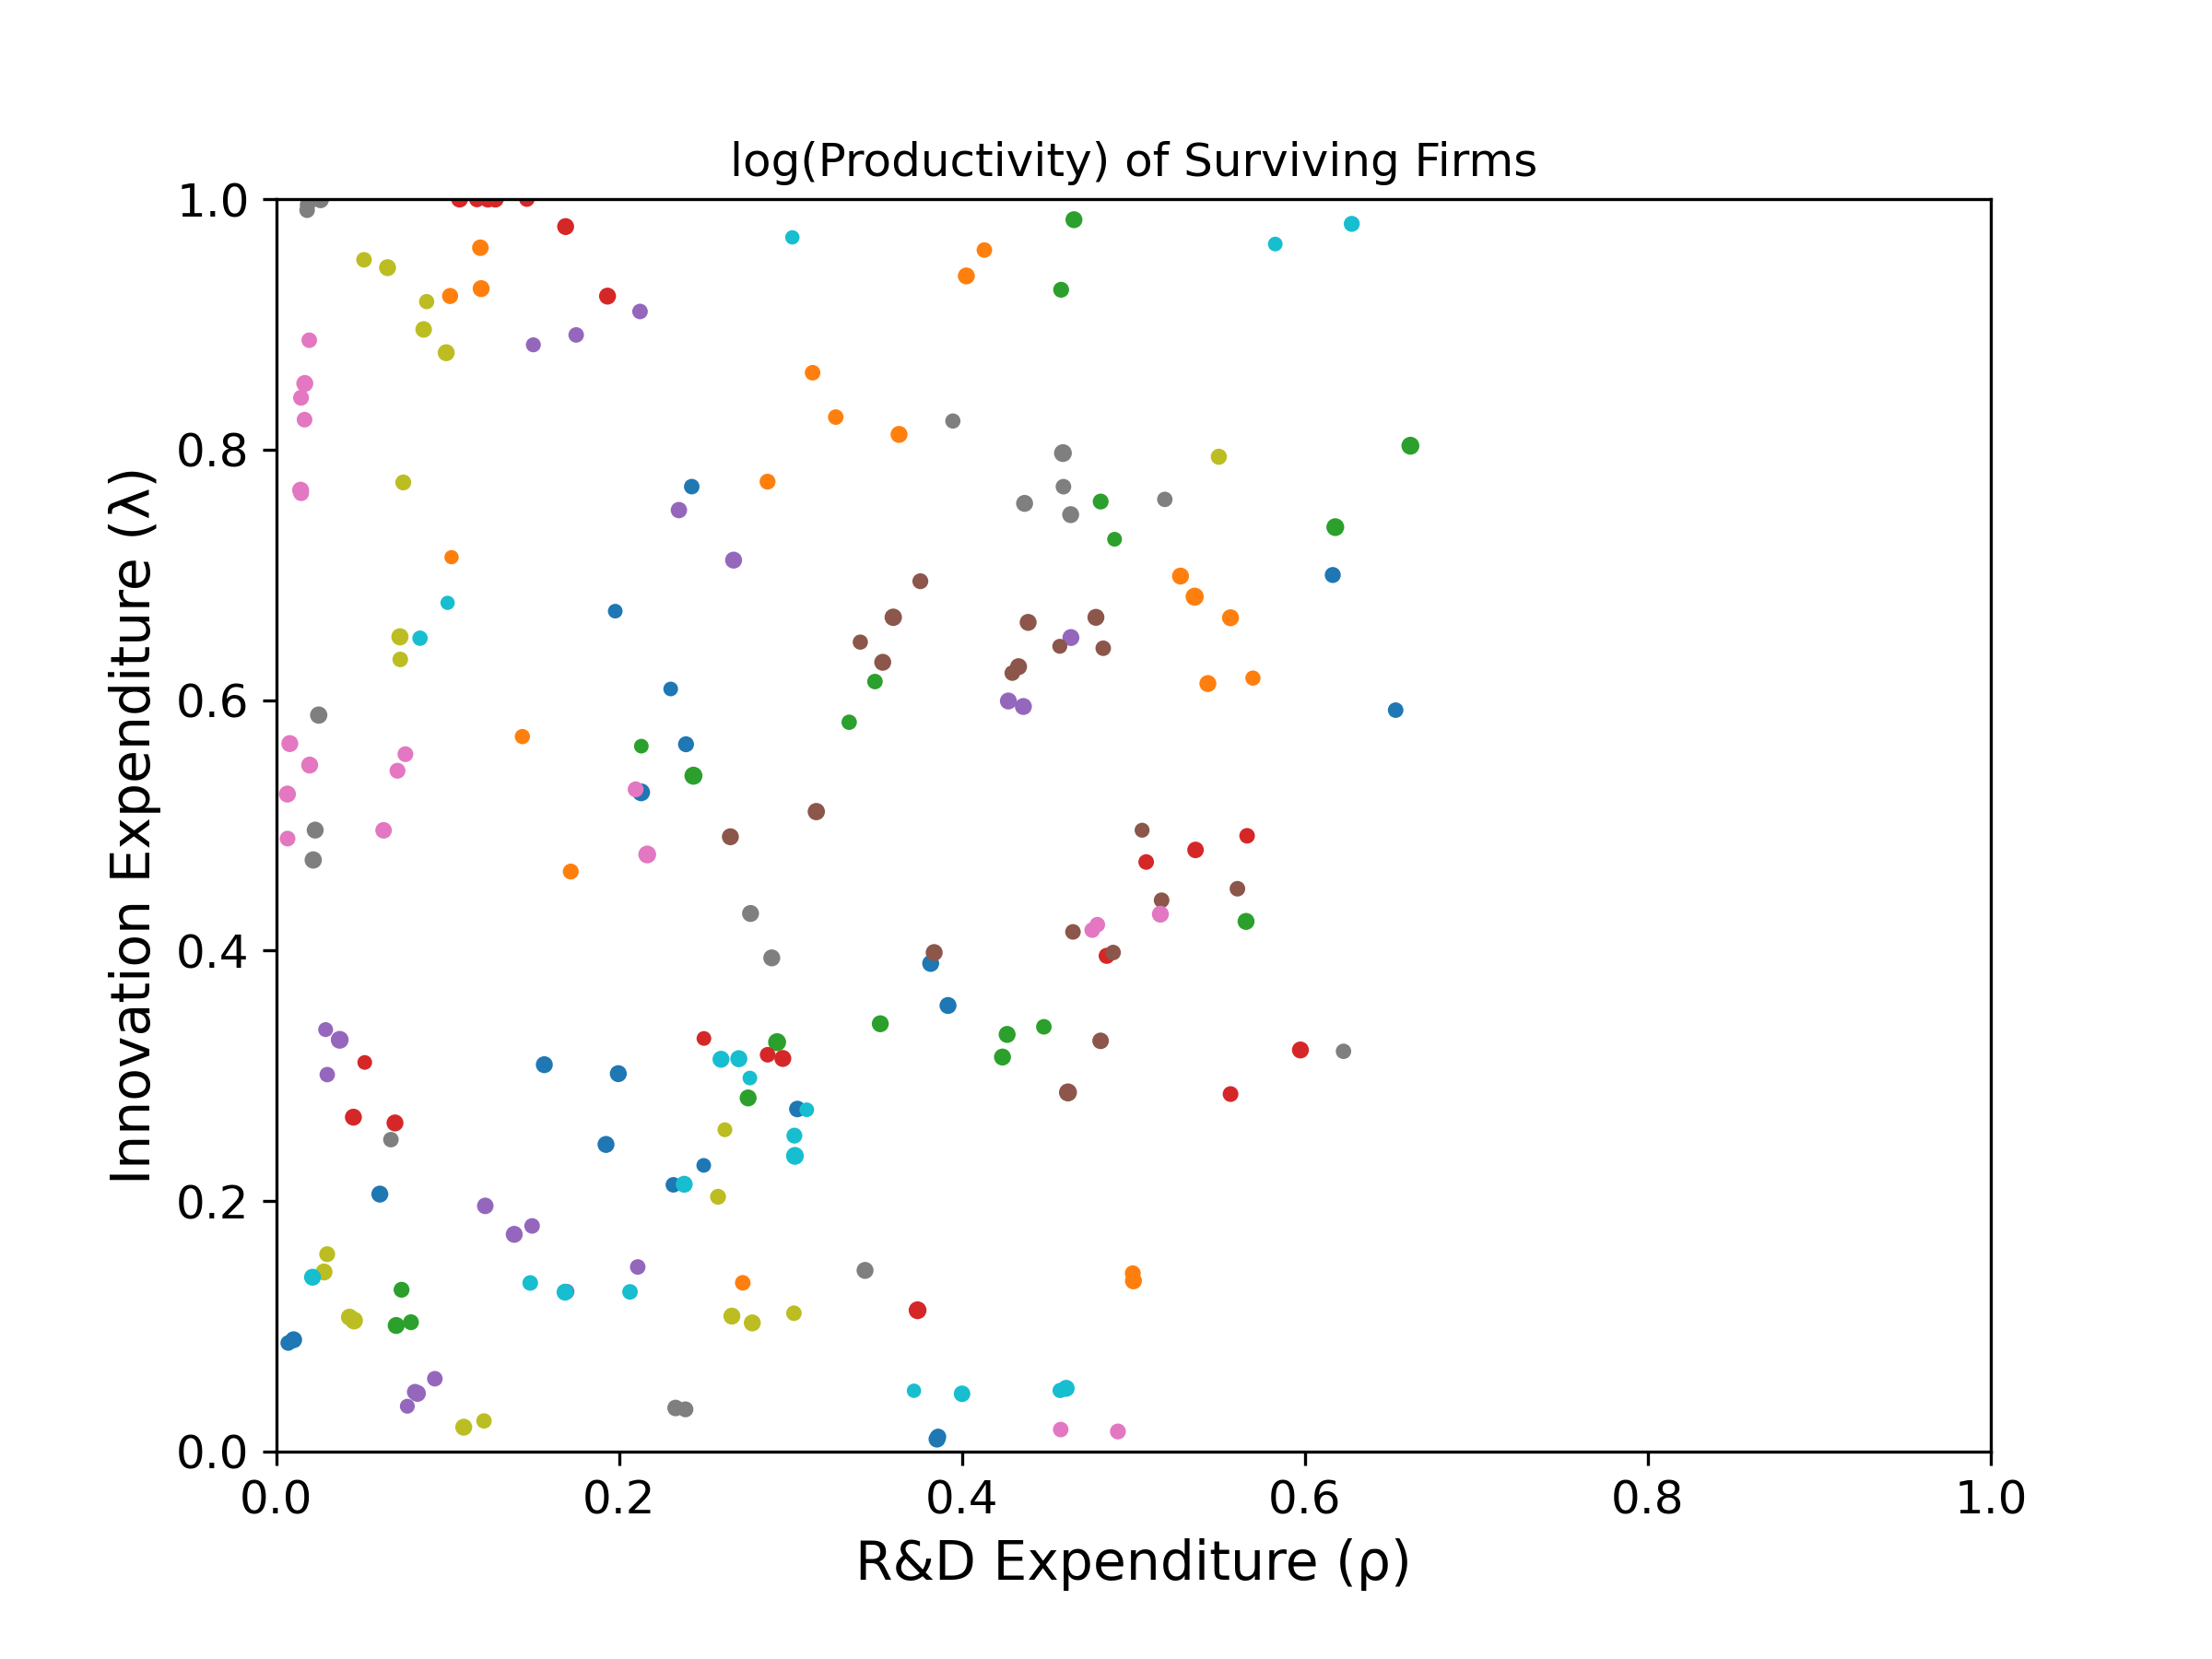 log(Productivity) of Surviving Firms
1.0
0.8
0.6
0.4
0.2
0.0
Innovation Expenditure (λ)
0.0 0.2 0.4 0.6 0.8 1.0
R&D Expenditure (ρ)